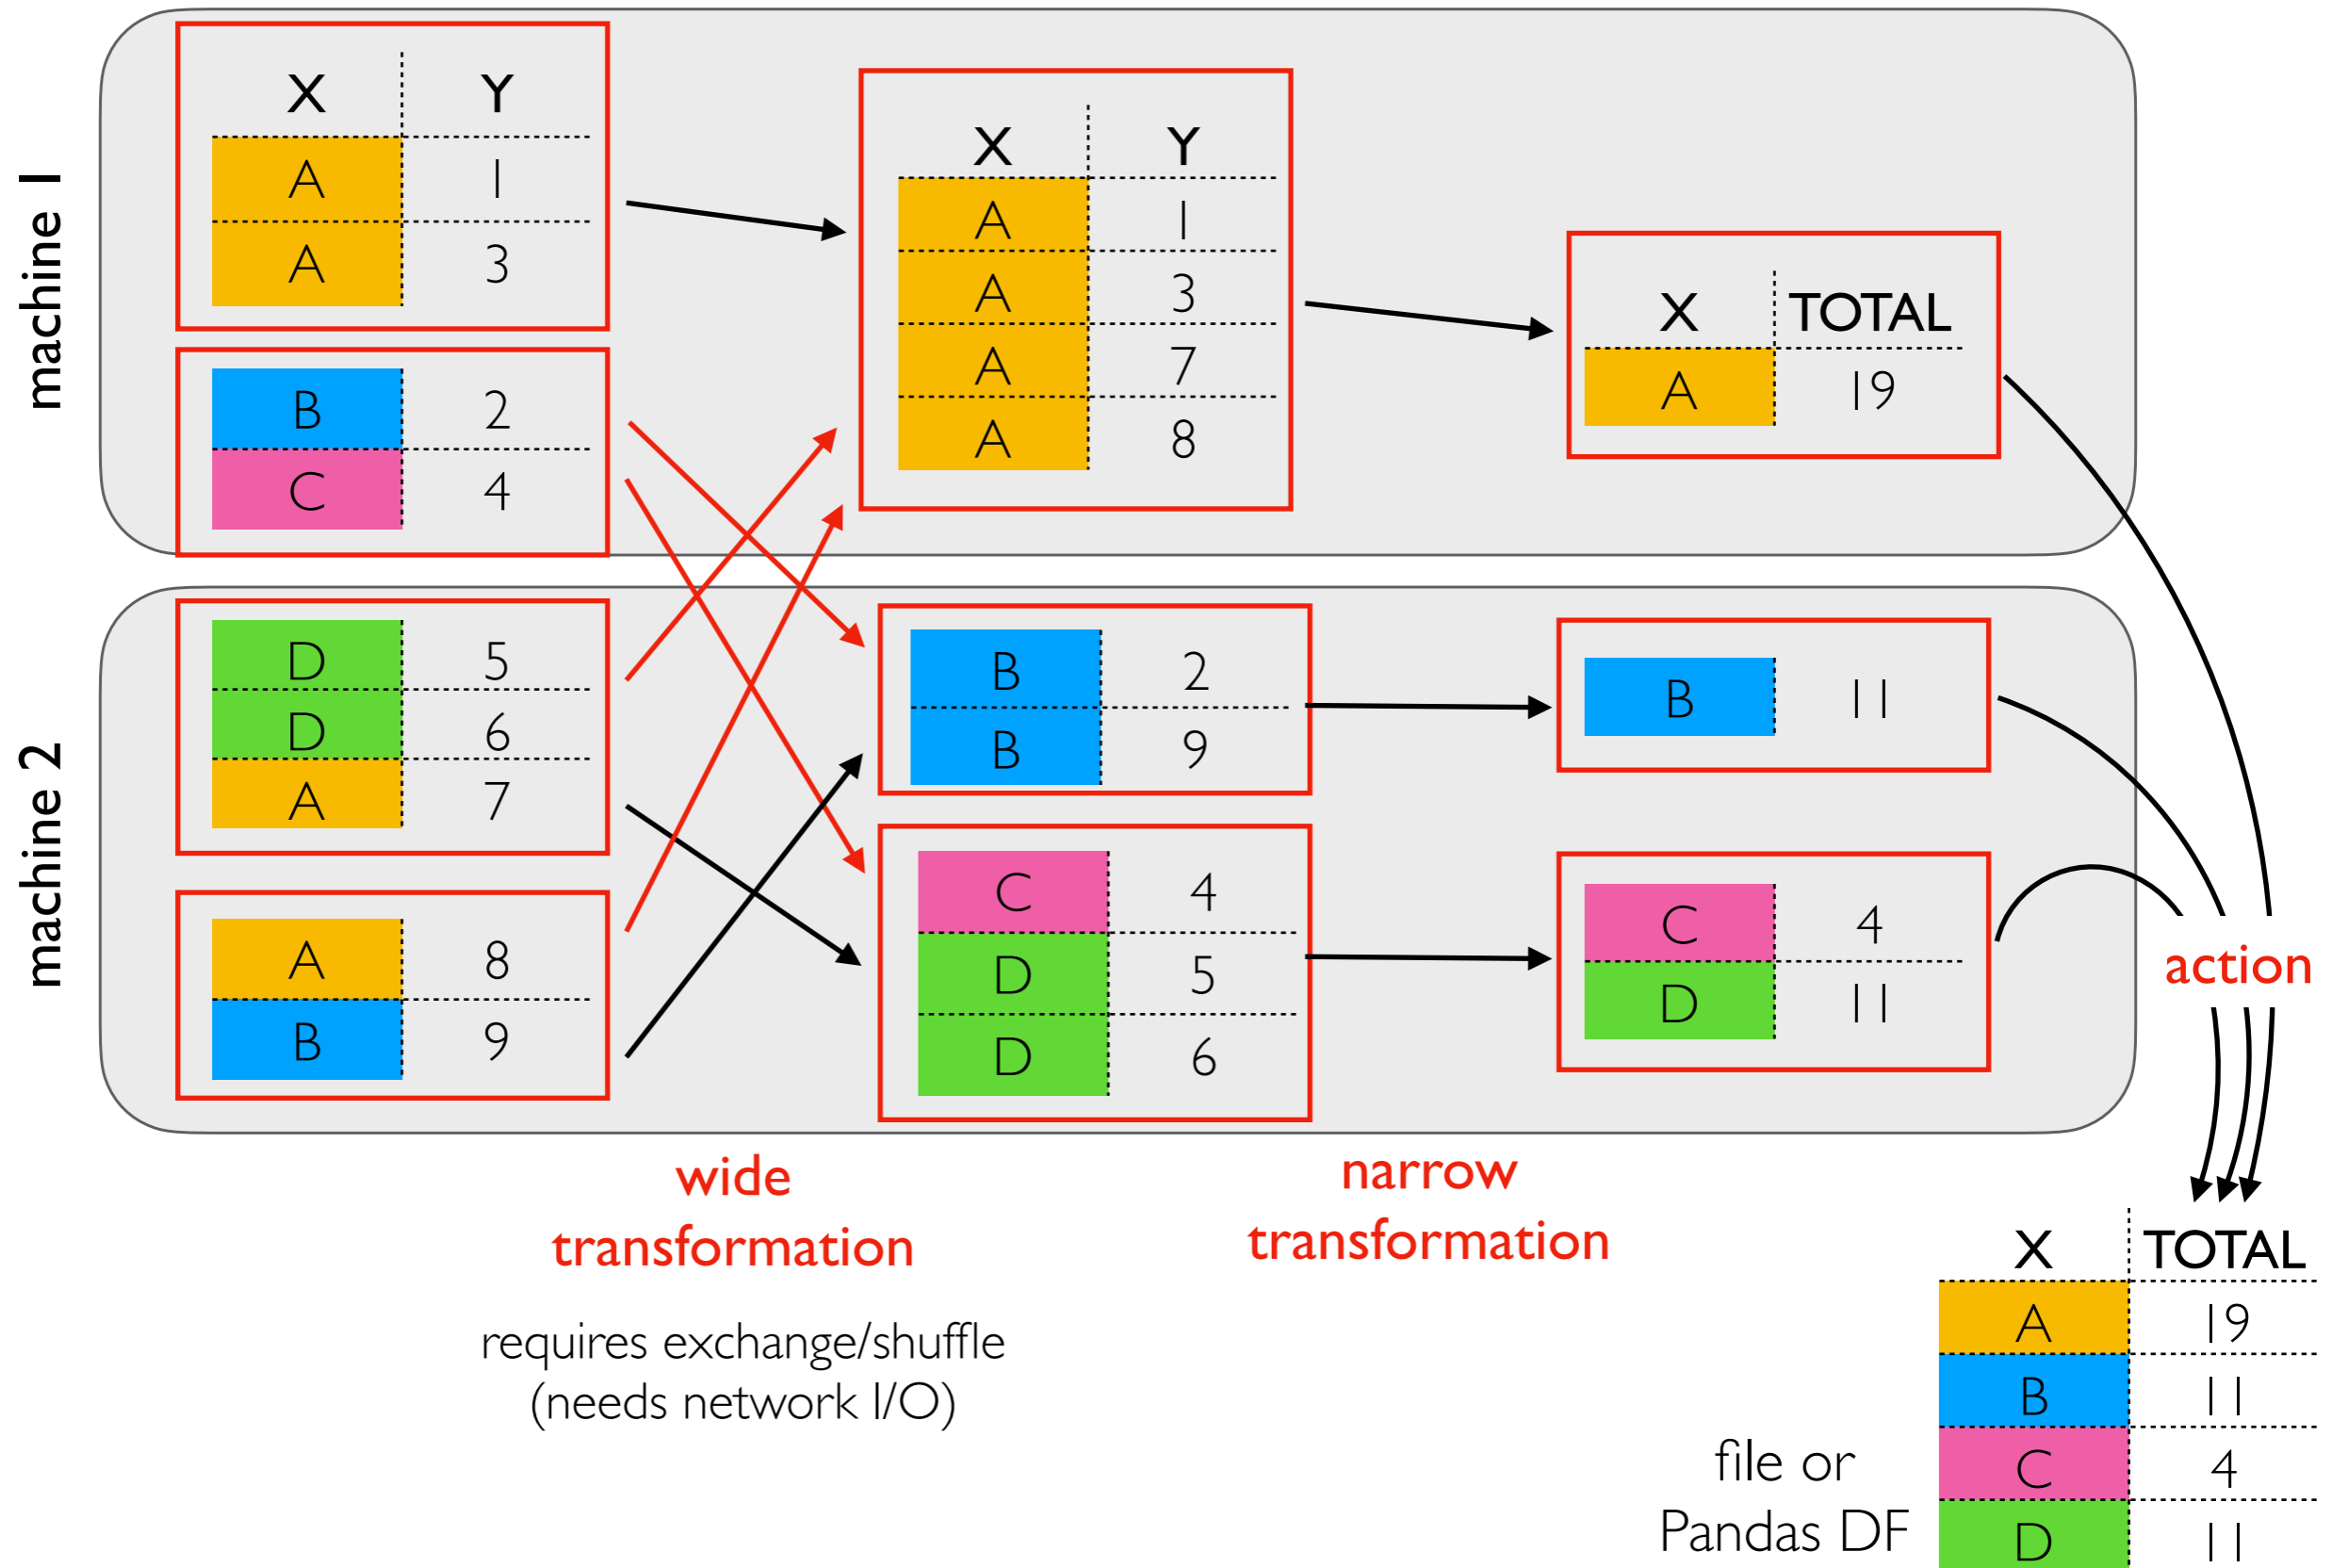 machine 1
X Y
A 1
A 3
B 2
C 4
X Y
A 1
A 3
A 7
A 8
X TOTAL
A 19
machine 2
D 5
D 6
A 7
A 8
B 9
B 2
B 9
C 4
D 5
D 6
B 11
C 4
D 11
action
wide
transformation
requires exchange/shuffle
(needs network I/O)
narrow
transformation
file or
Pandas DF
X TOTAL
A 19
B 11
C 4
D 11